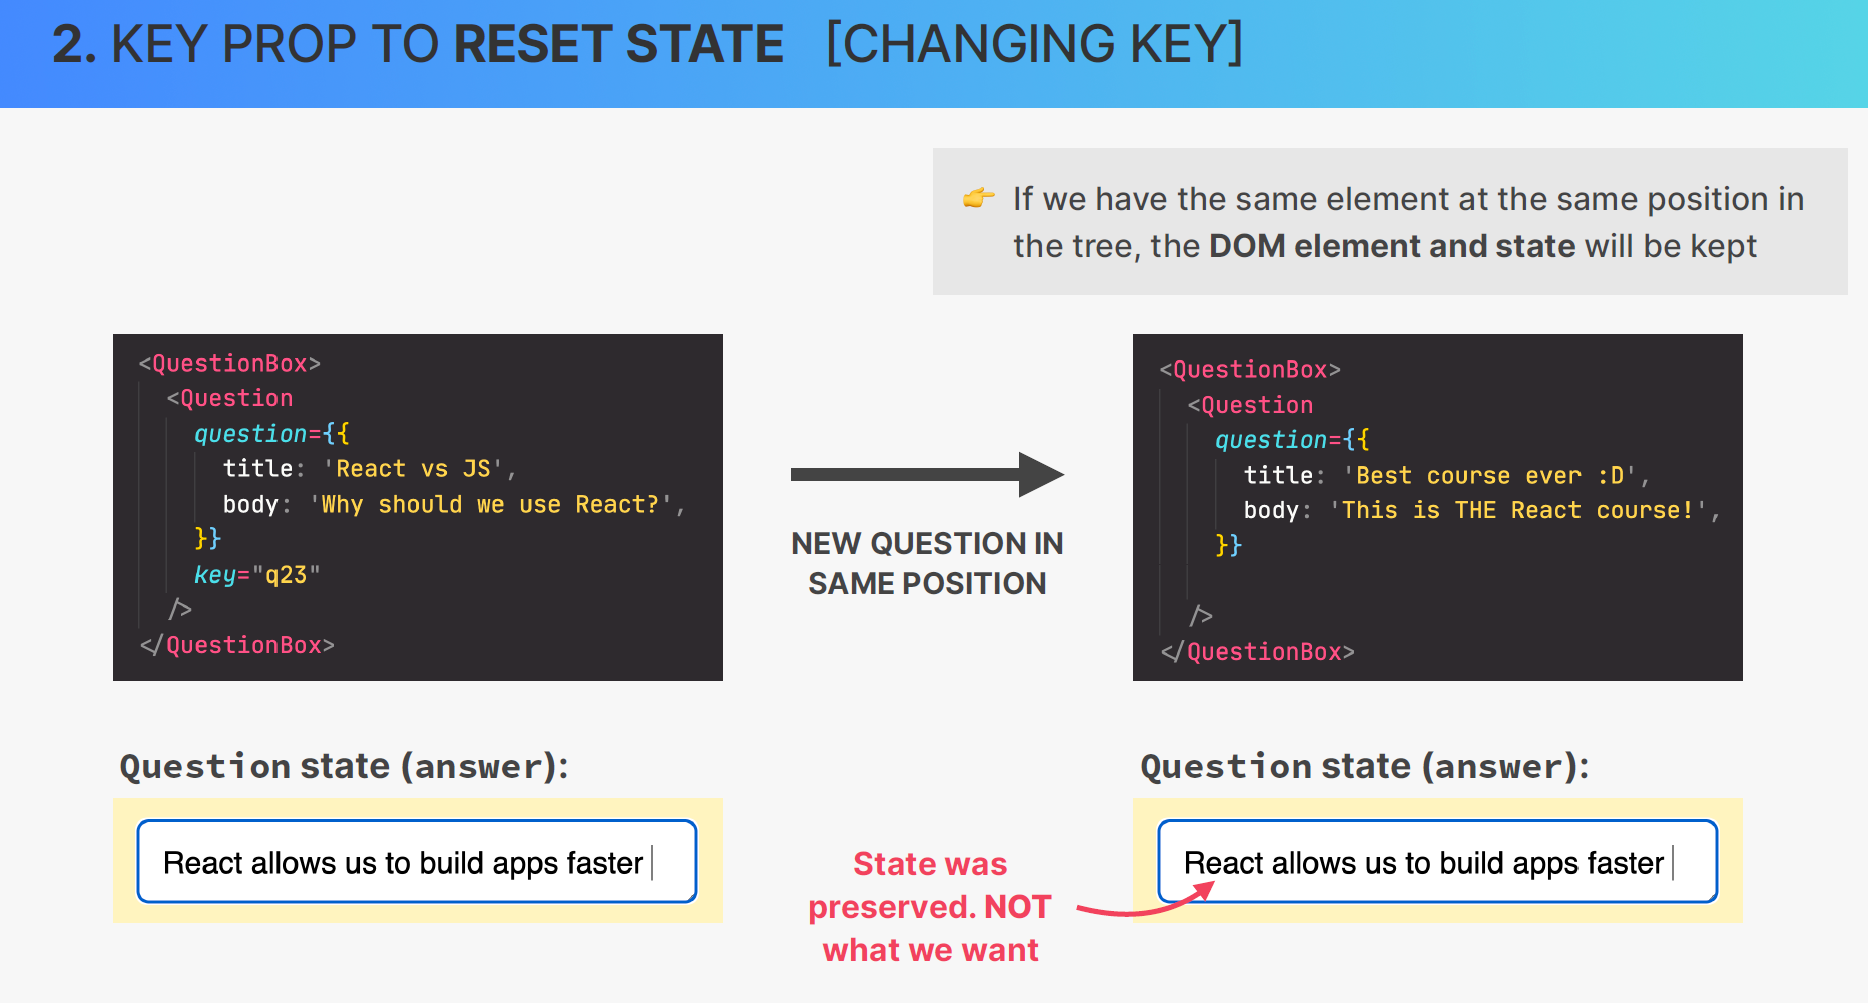 2. KEY PROP TO RESET STATE [CHANGING KEY]
👉 If we have the same element at the same position in
the tree, the DOM element and state will be kept
<QuestionBox>
<Question
question={{
title: 'React vs JS',
body: 'Why should we use React?',
}}
key="q23"
/>
</QuestionBox>
NEW QUESTION IN
SAME POSITION
<QuestionBox>
<Question
question={{
title: 'Best course ever :D',
body: 'This is THE React course!',
}}
/>
</QuestionBox>
Question state (answer):
React allows us to build apps faster
State was
preserved. NOT
what we want
Question state (answer):
React allows us to build apps faster